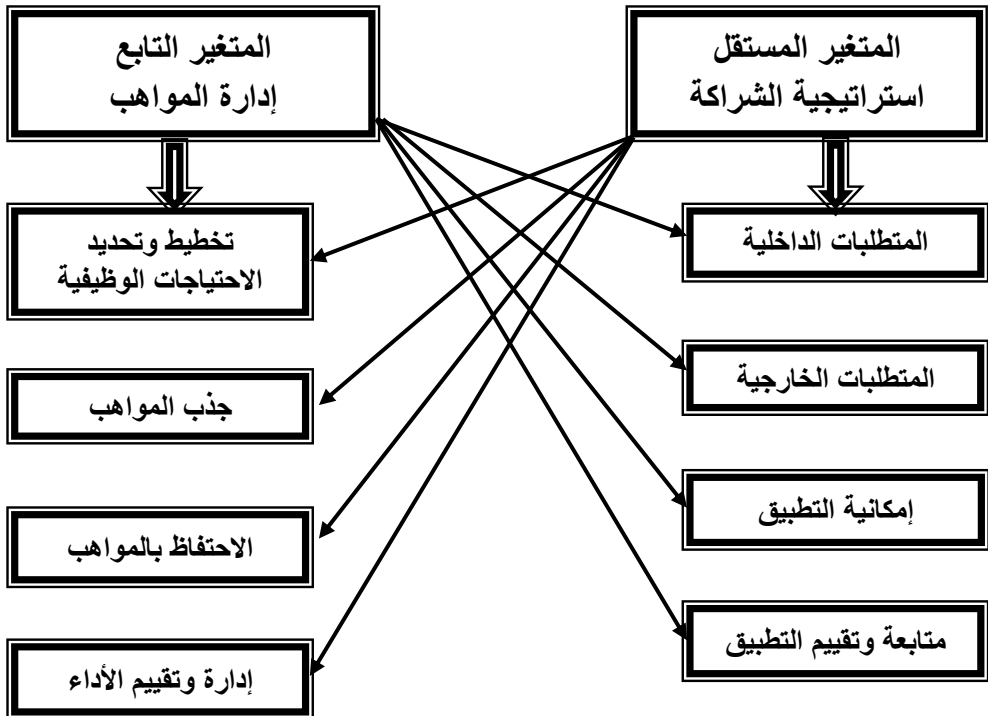 المتغير المستقل
استراتيجية الشراكة
المتغير التابع
إدارة المواهب
المتطلبات الداخلية
تخطيط وتحديد
الاحتياجات الوظيفية
المتطلبات الخارجية
جذب المواهب
إمكانية التطبيق
الاحتفاظ بالمواهب
متابعة وتقييم التطبيق
إدارة وتقييم الأداء